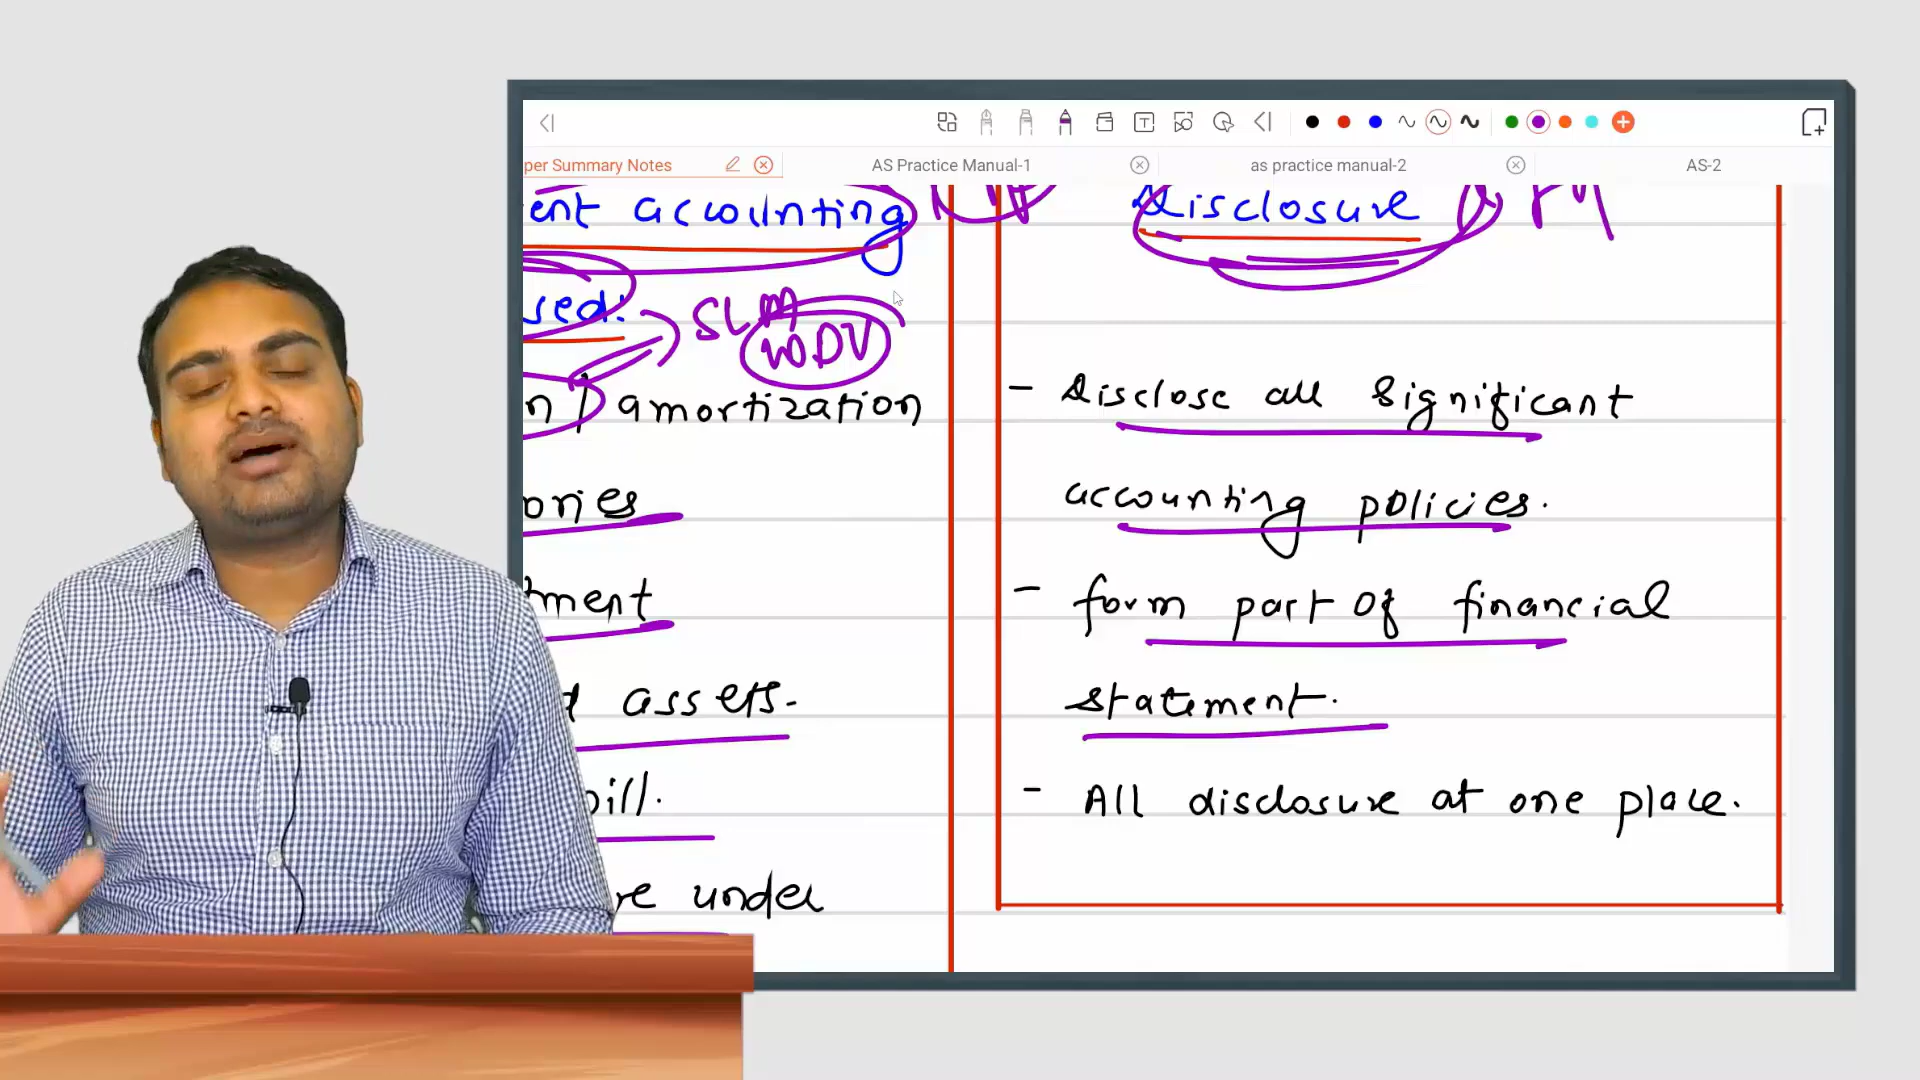 per Summary Notes
AS Practice Manual-1
as practice manual-2
AS-2
ent accounting
sed:
SLM
WDV
n / amortization
ories
tment
d assets.
will.
re under
Disclosure
- Disclose all significant
accounting policies.
- form part of financial
statement.
- All disclosure at one place.